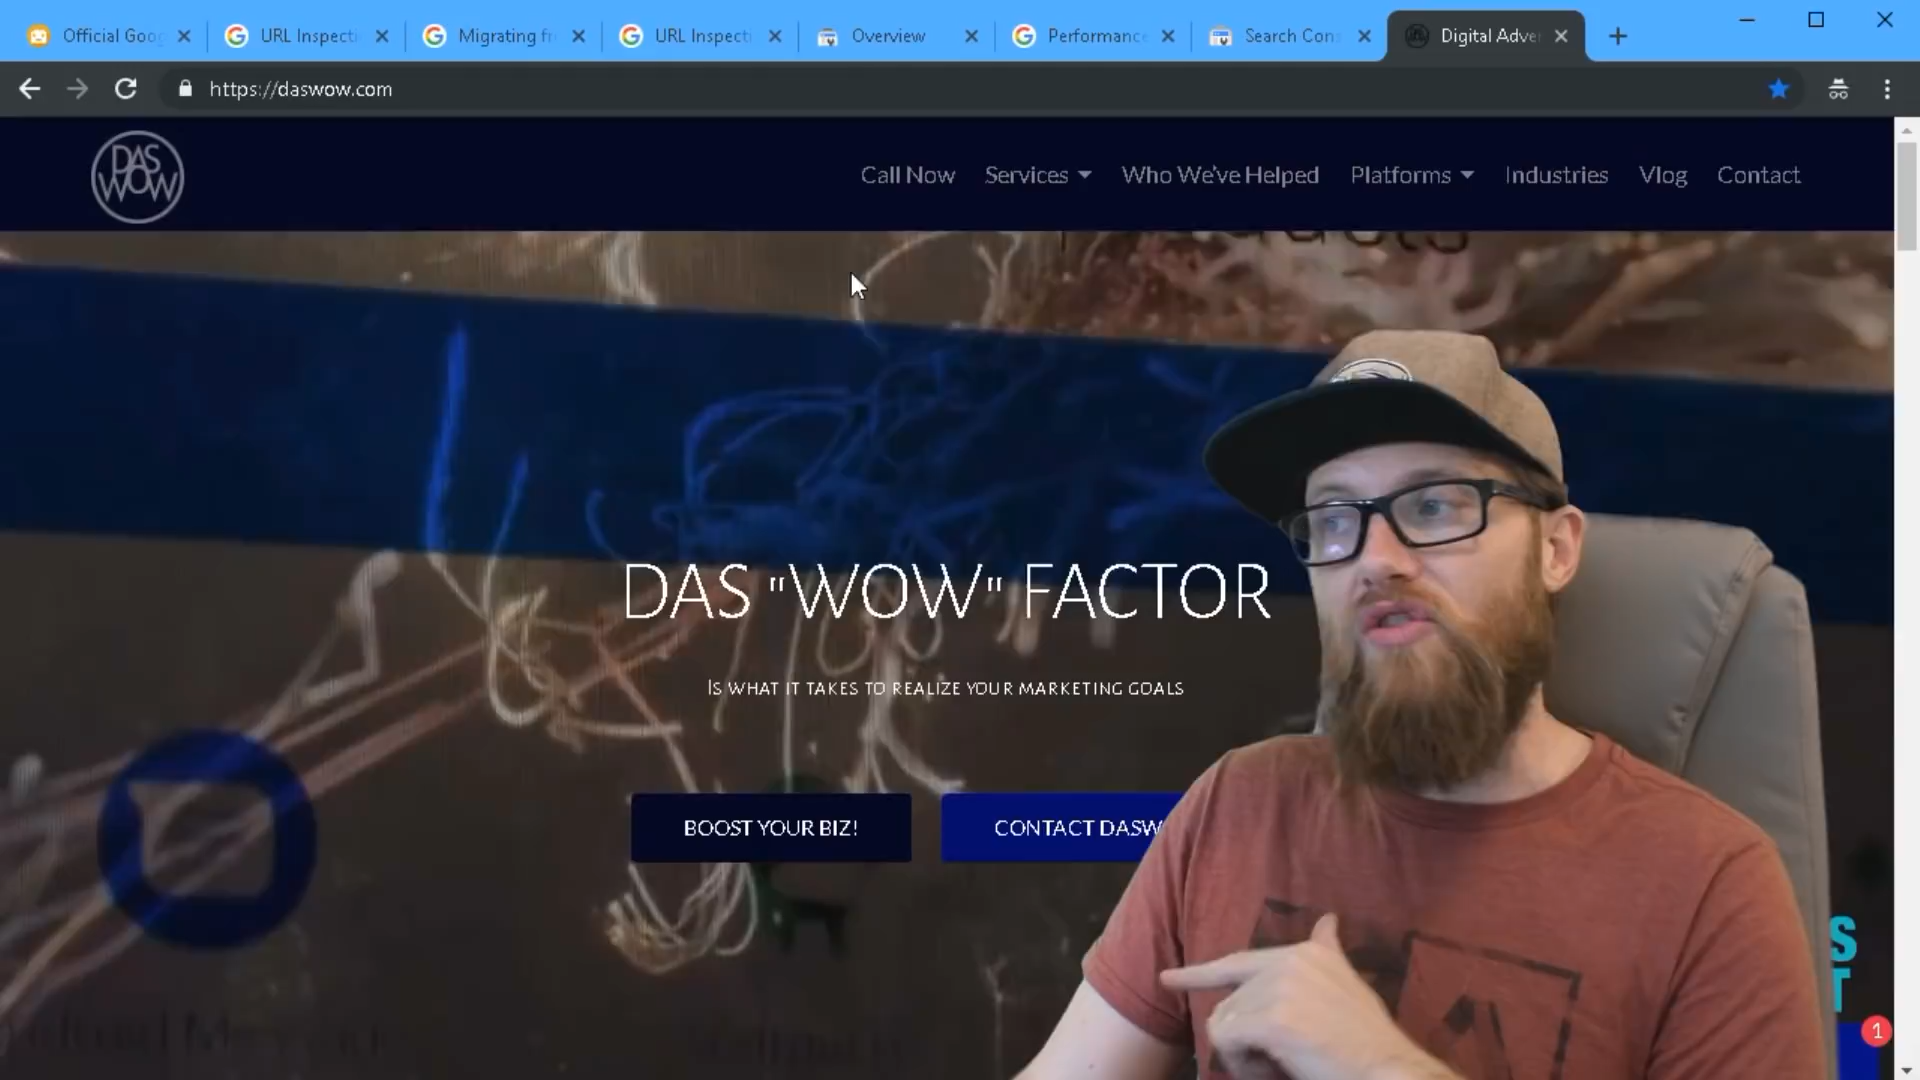 Official Goog
URL Inspecti
Migrating fr
URL Inspecti
Overview
Performance
Search Cons
Digital Adver
https://daswow.com
DAS
WOW
Call Now
Services
Who We've Helped
Platforms
Industries
Vlog
Contact
DAS "WOW" FACTOR
Is what it takes to realize your marketing goals
BOOST YOUR BIZ!
CONTACT DASW
S
T
1